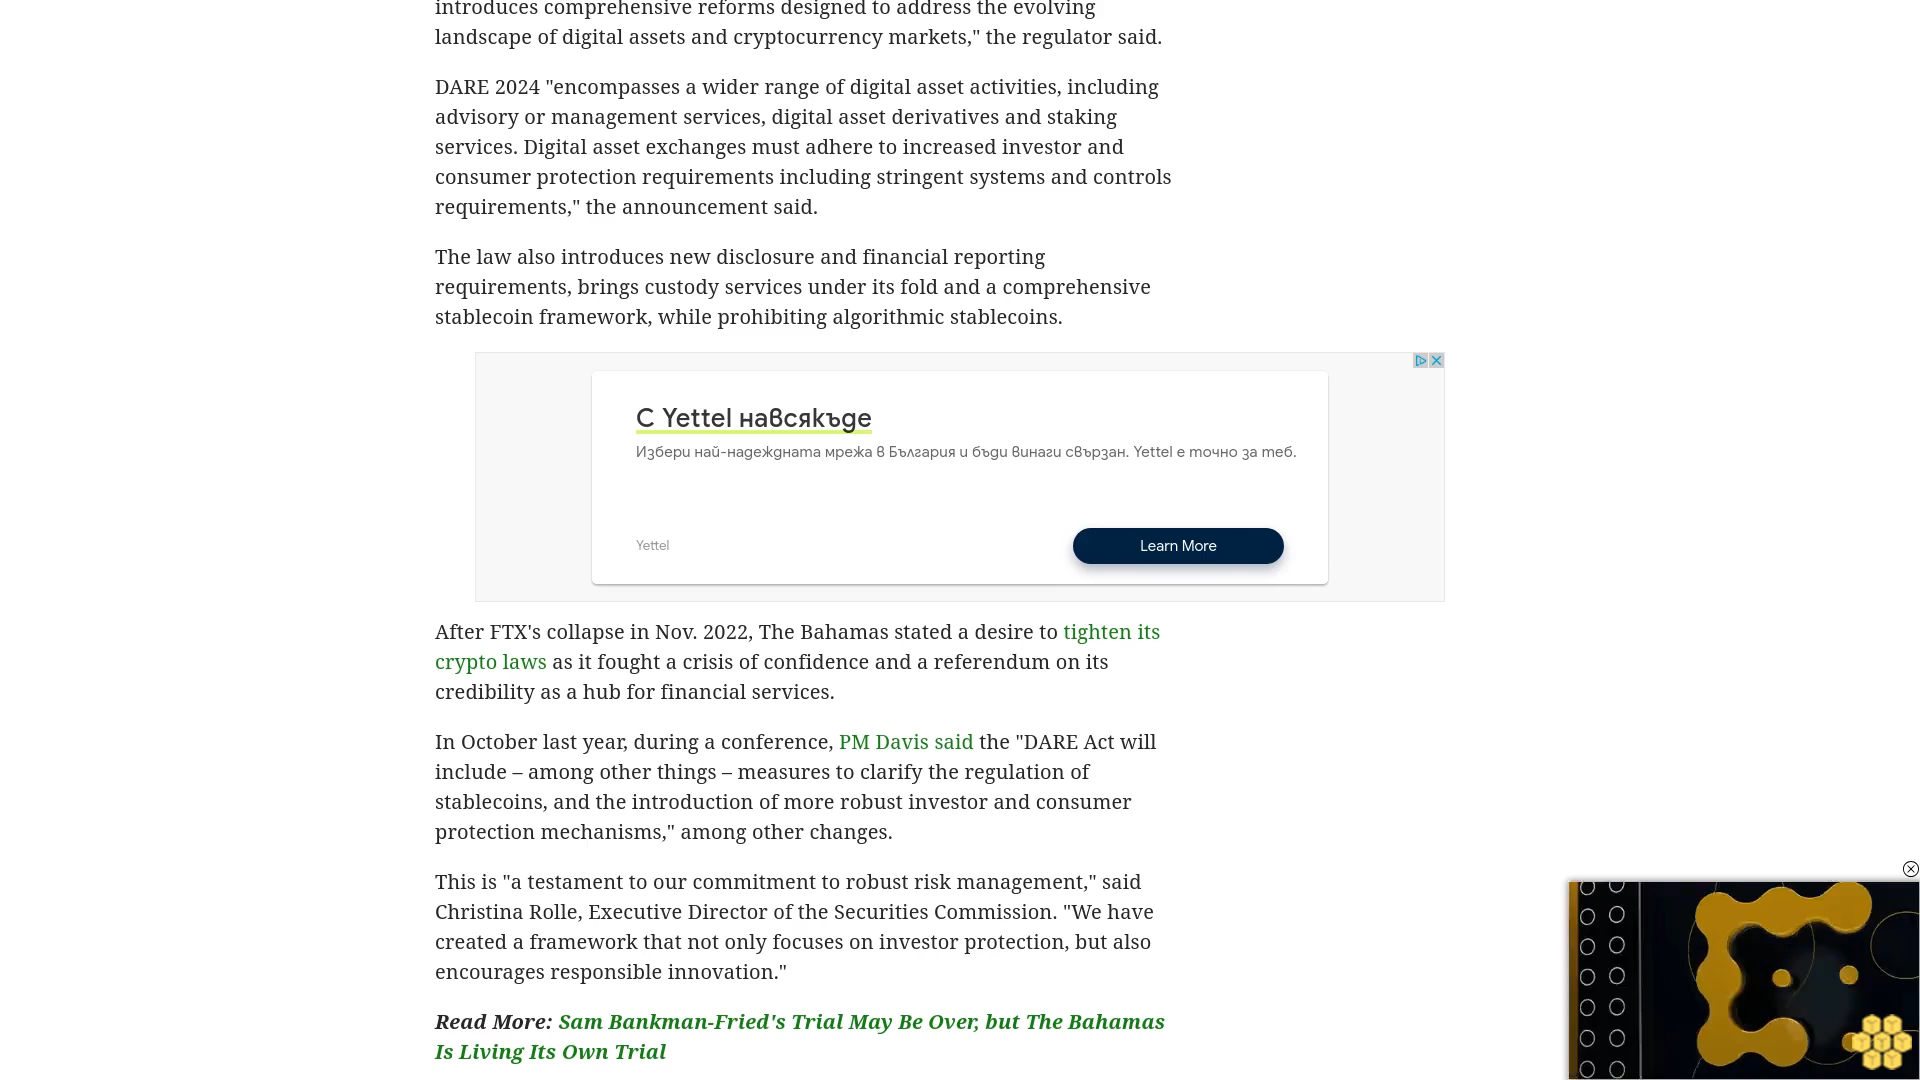 introduces comprehensive reforms designed to address the evolving
landscape of digital assets and cryptocurrency markets," the regulator said.
DARE 2024 "encompasses a wider range of digital asset activities, including
advisory or management services, digital asset derivatives and staking
services. Digital asset exchanges must adhere to increased investor and
consumer protection requirements including stringent systems and controls
requirements," the announcement said.
The law also introduces new disclosure and financial reporting
requirements, brings custody services under its fold and a comprehensive
stablecoin framework, while prohibiting algorithmic stablecoins.
С Yettel навсякъде
Избери най-надеждната мрежа в България и бъди винаги свързан. Yettel е точно за теб.
Yettel
Learn More
After FTX's collapse in Nov. 2022, The Bahamas stated a desire to tighten its
crypto laws as it fought a crisis of confidence and a referendum on its
credibility as a hub for financial services.
In October last year, during a conference, PM Davis said the "DARE Act will
include – among other things – measures to clarify the regulation of
stablecoins, and the introduction of more robust investor and consumer
protection mechanisms," among other changes.
This is "a testament to our commitment to robust risk management," said
Christina Rolle, Executive Director of the Securities Commission. "We have
created a framework that not only focuses on investor protection, but also
encourages responsible innovation."
Read More: Sam Bankman-Fried's Trial May Be Over, but The Bahamas
Is Living Its Own Trial